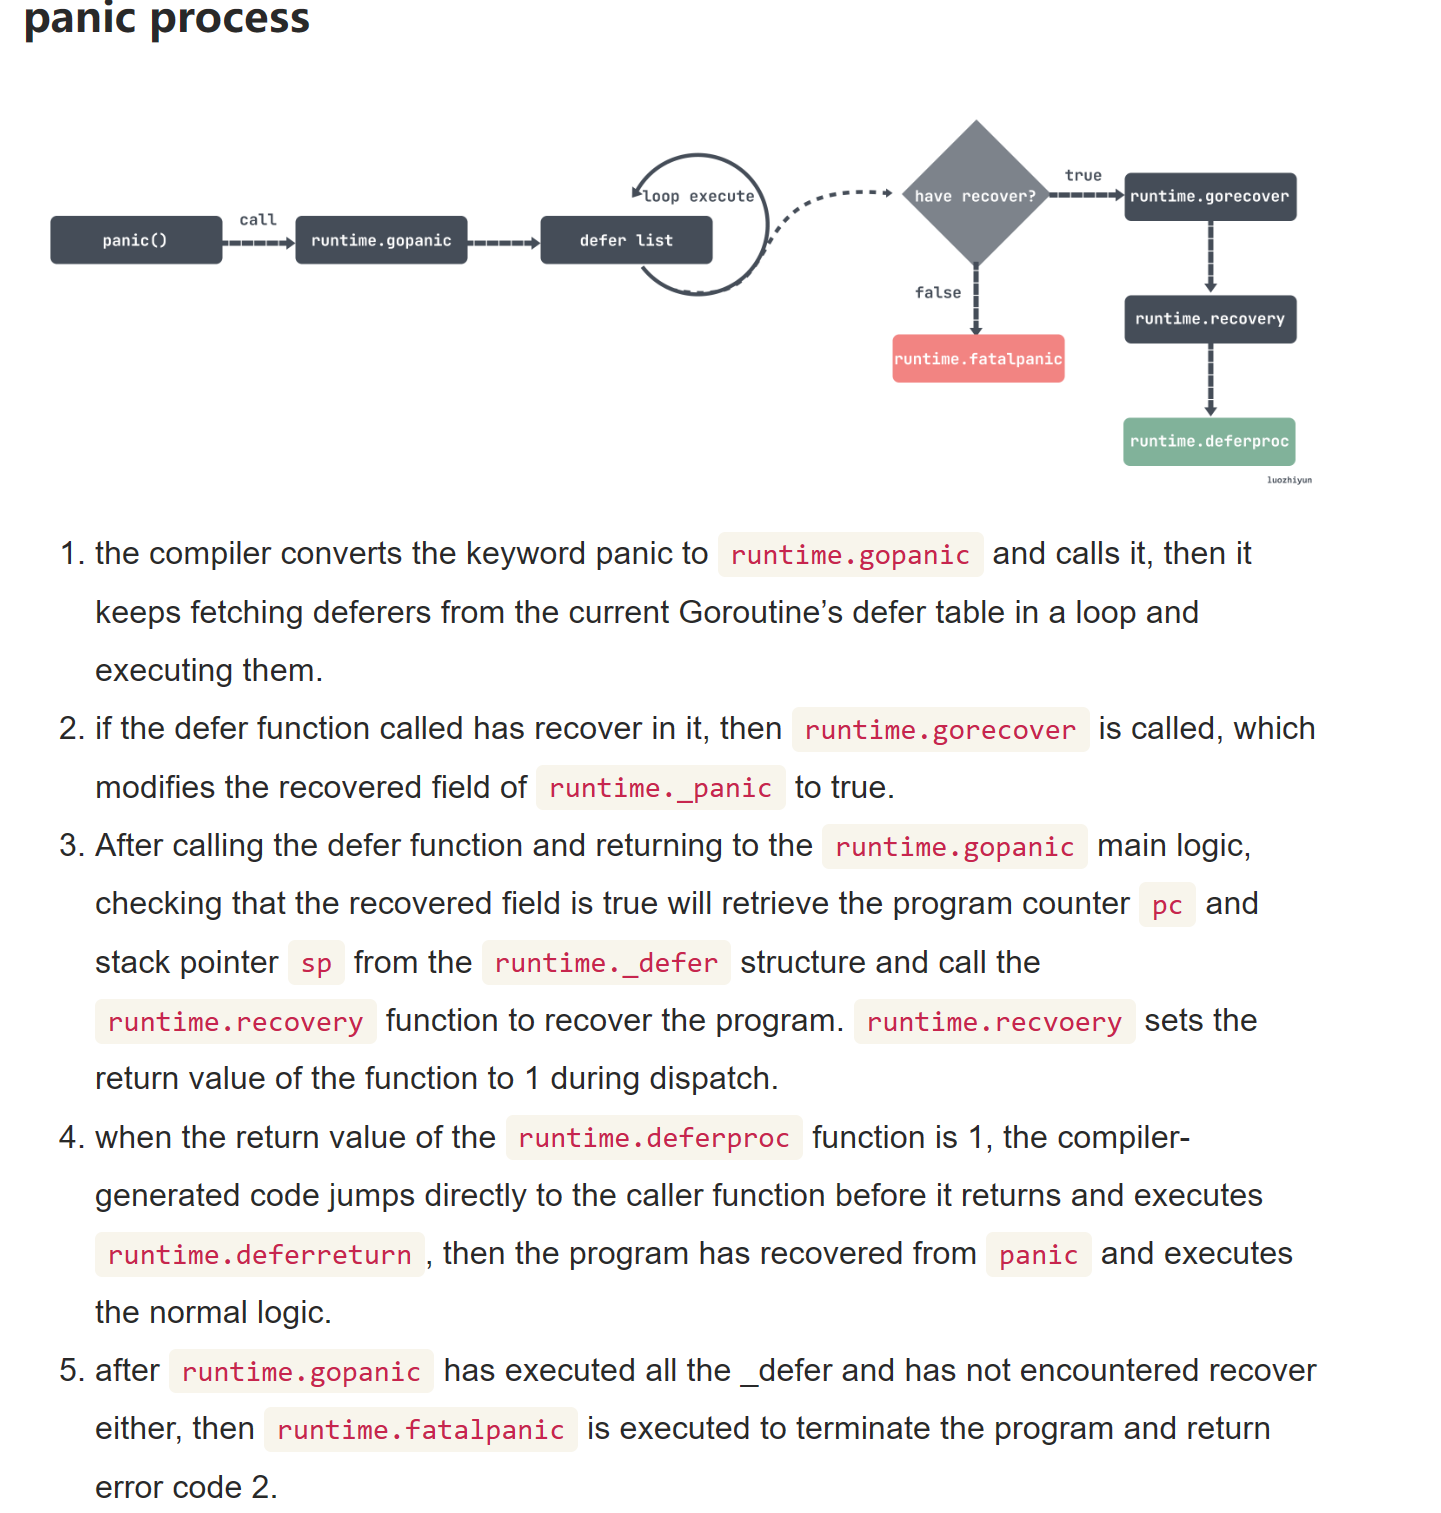 panic process
loop execute
true
have recover?
runtime.gorecover
call
panic()
runtime.gopanic
defer list
false
runtime.recovery
runtime.fatalpanic
runtime.deferproc
luozhiyun
1. the compiler converts the keyword panic to runtime.gopanic and calls it, then it
keeps fetching deferers from the current Goroutine’s defer table in a loop and
executing them.
2. if the defer function called has recover in it, then runtime.gorecover is called, which
modifies the recovered field of runtime._panic to true.
3. After calling the defer function and returning to the runtime.gopanic main logic,
checking that the recovered field is true will retrieve the program counter pc and
stack pointer sp from the runtime._defer structure and call the
runtime.recovery function to recover the program. runtime.recvoery sets the
return value of the function to 1 during dispatch.
4. when the return value of the runtime.deferproc function is 1, the compiler-
generated code jumps directly to the caller function before it returns and executes
runtime.deferreturn, then the program has recovered from panic and executes
the normal logic.
5. after runtime.gopanic has executed all the _defer and has not encountered recover
either, then runtime.fatalpanic is executed to terminate the program and return
error code 2.